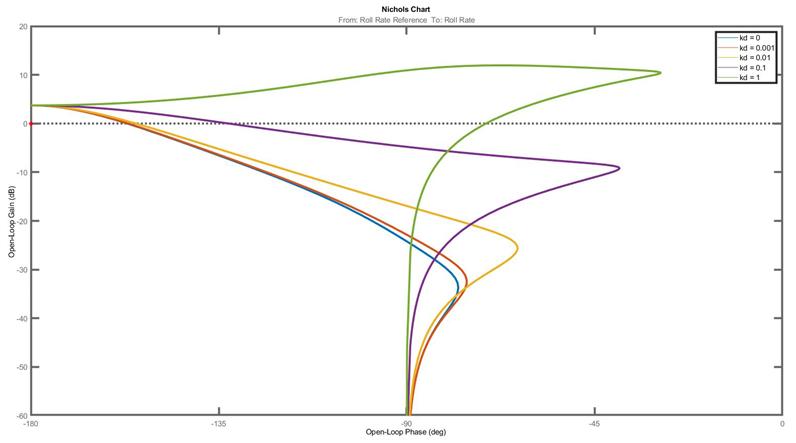 Nichols Chart
From: Roll Rate Reference To: Roll Rate
kd = 0
kd = 0.001
kd = 0.01
kd = 0.1
kd = 1
Open-Loop Gain (dB)
20
10
0
-10
-20
-30
-40
-50
-60
-180
-135
-90
-45
0
Open-Loop Phase (deg)